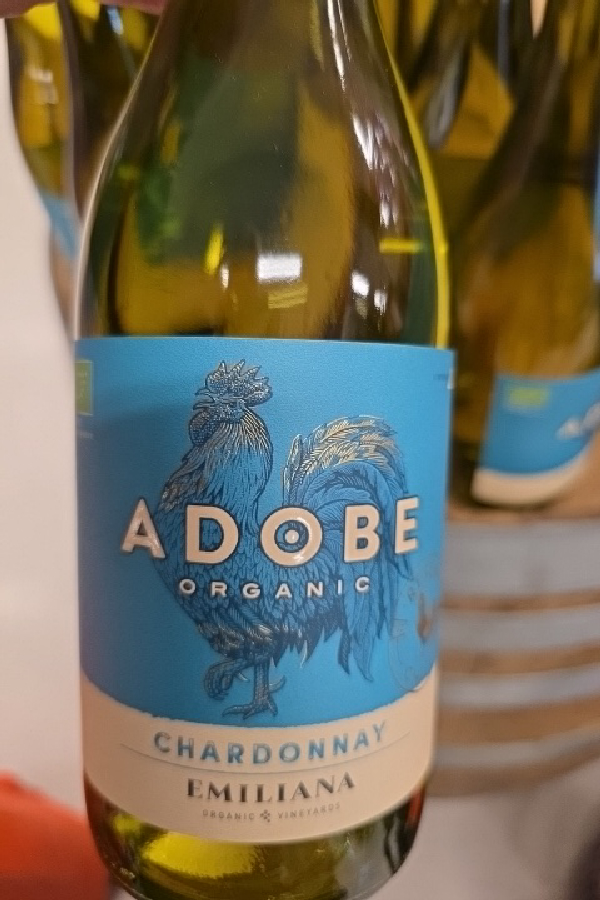 ADOBE
ORGANIC
CHARDONNAY
EMILIANA
ORGANIC VINEYARDS